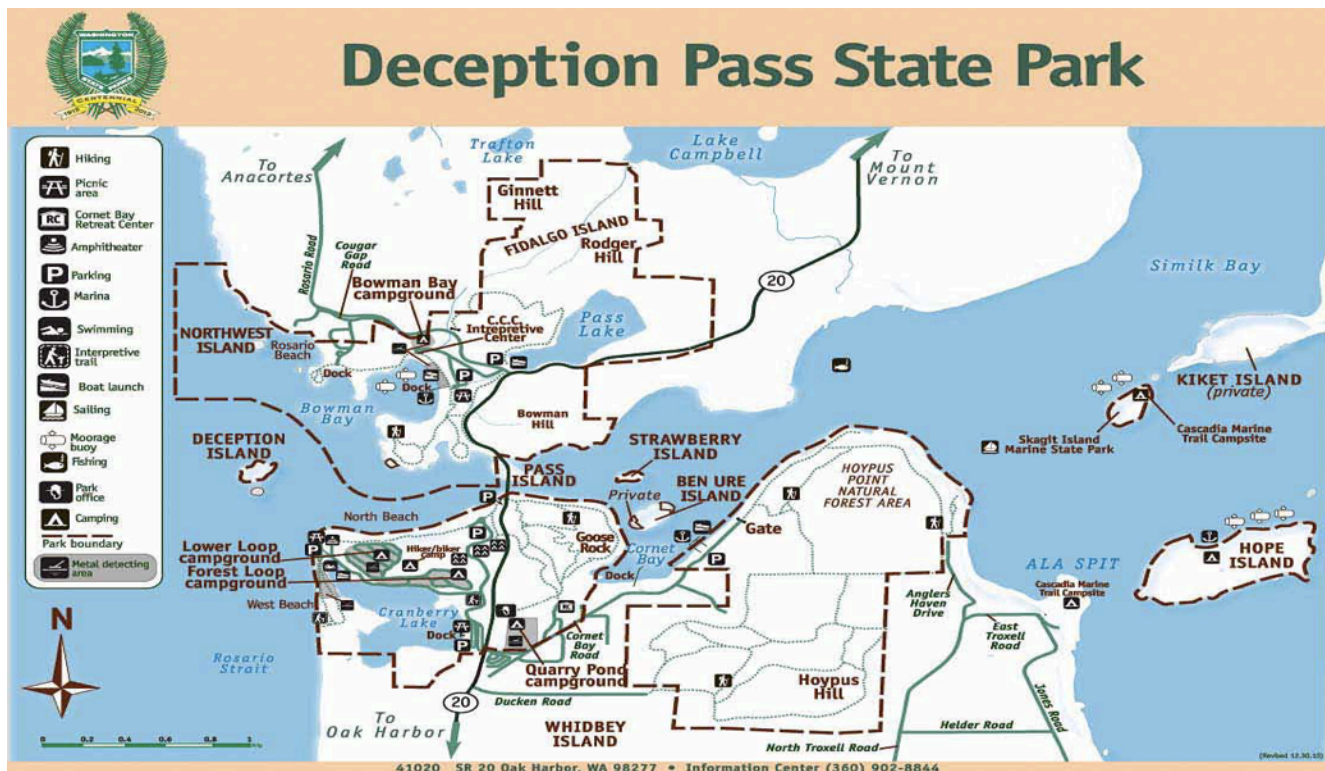 WASHINGTON
CENTENNIAL
1913 2013
Deception Pass State Park
Hiking
Picnic
area
RC
Cornet Bay
Retreat Center
Amphitheater
P
Parking
Marina
Swimming
Interpretive
trail
Boat launch
Sailing
Moorage
buoy
Fishing
Park
office
Camping
Park boundary
Metal detecting
area
To
Anacortes
Trafton
Lake
Lake
Campbell
To
Mount
Vernon
Ginnett
Hill
FIDALGO ISLAND
Rodger
Hill
Rosario Road
Cougar
Gap
Road
Bowman Bay
campground
20
Similk Bay
NORTHWEST
ISLAND
Rosario
Beach
C.C.C.
Intrepretive
Center
Pass
Lake
P
Dock
Dock
P
Bowman
Bay
Bowman
Hill
KIKET ISLAND
(private)
Cascadia Marine
Trail Campsite
Skagit Island
Marine State Park
DECEPTION
ISLAND
PASS
ISLAND
STRAWBERRY
ISLAND
BEN URE
ISLAND
Private
HOYPUS
POINT
NATURAL
FOREST AREA
P
North Beach
Gate
Goose
Rock
Cornet
Bay
P
Dock
P
P
Lower Loop
campground
Hiker/biker
camp
Forest Loop
campground
West Beach
Cranberry
Lake
Dock
P
RC
Cornet
Bay
Road
Quarry Pond
campground
HOPE
ISLAND
ALA SPIT
Cascadia Marine
Trail Campsite
Anglers
Haven
Drive
East
Troxell
Road
Jones Road
Hoypus
Hill
N
Rosario
Strait
20
Ducken Road
To
Oak Harbor
WHIDBEY
ISLAND
Helder Road
North Troxell Road
0 .5 1
(Revised 12.30.13)
41020 SR 20 Oak Harbor, WA 98277 • Information Center (360) 902-8844